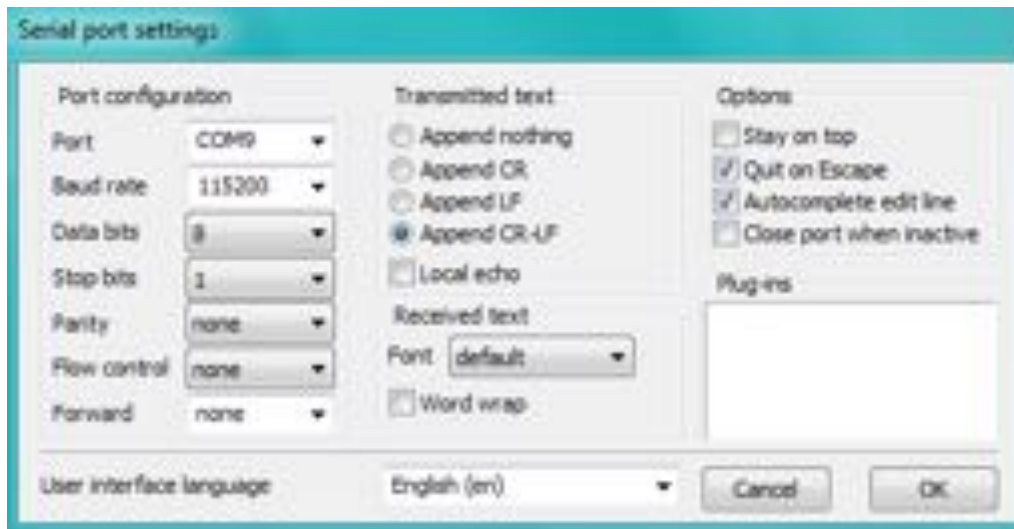 Serial port settings
Port configuration
Port COM9
Baud rate 115200
Data bits 8
Stop bits 1
Parity none
Flow control none
Forward none
Transmitted text
Append nothing
Append CR
Append LF
Append CR-LF
Local echo
Received text
Font default
Word wrap
Options
Stay on top
Quit on Escape
Autocomplete edit line
Close port when inactive
Plug-ins
User interface language English (en)
Cancel OK